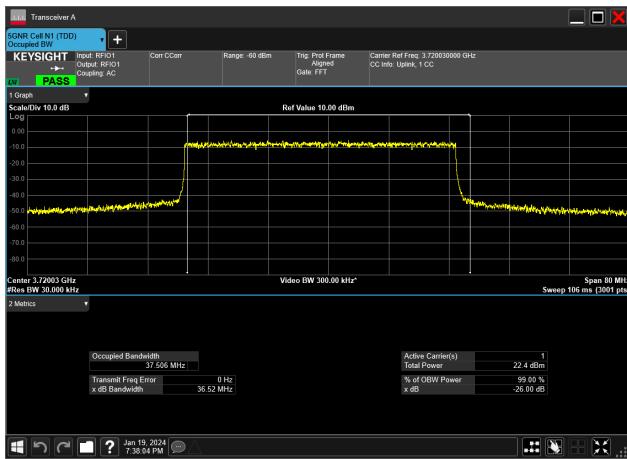 Transceiver A
5GNR Cell N1 (TDD)
Occupied BW
KEYSIGHT
LXI
PASS
Input: RFIO1
Output: RFIO1
Coupling: AC
Corr CCorr
Range: -60 dBm
Trig: Prot Frame
Aligned
Gate: FFT
Carrier Ref Freq: 3.720030000 GHz
CC Info: Uplink, 1 CC
1 Graph
Scale/Div 10.0 dB
Ref Value 10.00 dBm
Log
0.00
-10.0
-20.0
-30.0
-40.0
-50.0
-60.0
-70.0
-80.0
Center 3.72003 GHz
Video BW 300.00 kHz*
Span 80 MHz
#Res BW 30.000 kHz
Sweep 106 ms (3001 pts
2 Metrics
Occupied Bandwidth
37.506 MHz
Transmit Freq Error 0 Hz
x dB Bandwidth 36.52 MHz
Active Carrier(s) 1
Total Power 22.4 dBm
% of OBW Power 99.00 %
x dB -26.00 dB
Jan 19, 2024
7:38:04 PM